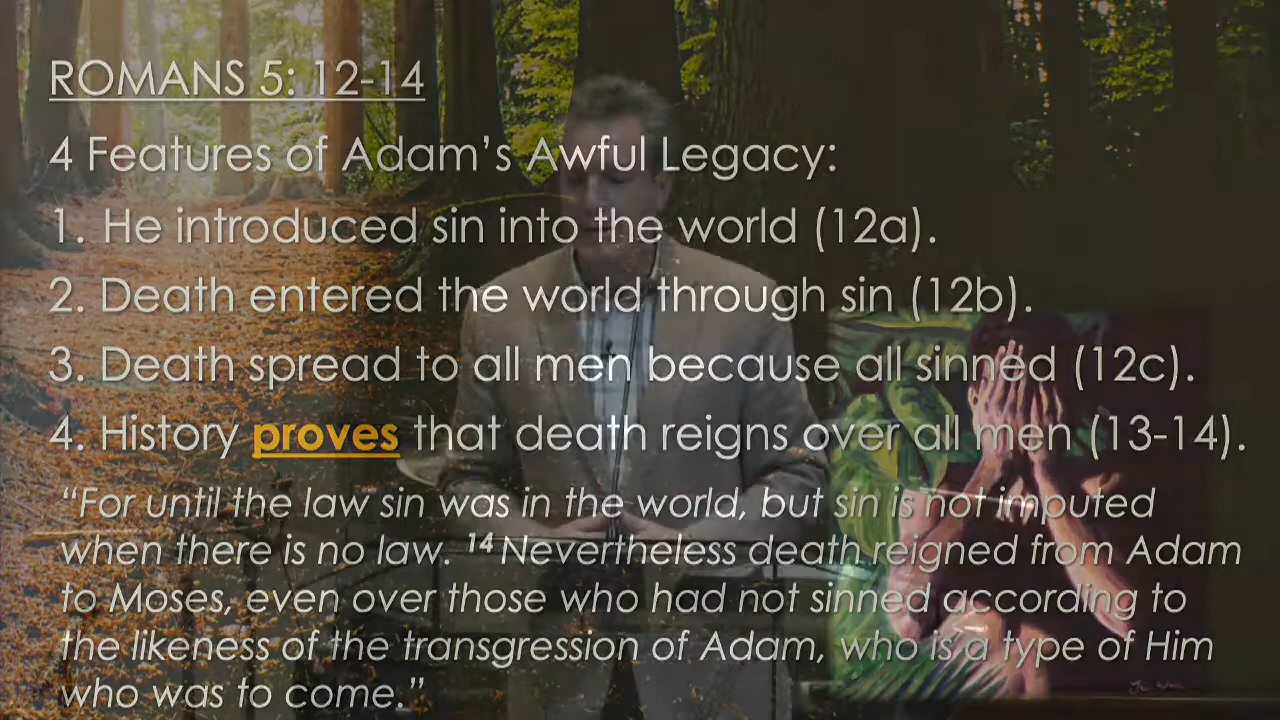 ROMANS 5: 12-14
4 Features of Adam’s Awful Legacy:
1. He introduced sin into the world (12a).
2. Death entered the world through sin (12b).
3. Death spread to all men because all sinned (12c).
4. History proves that death reigns over all men (13-14).
“For until the law sin was in the world, but sin is not imputed
when there is no law. ¹⁴ Nevertheless death reigned from Adam
to Moses, even over those who had not sinned according to
the likeness of the transgression of Adam, who is a type of Him
who was to come.”